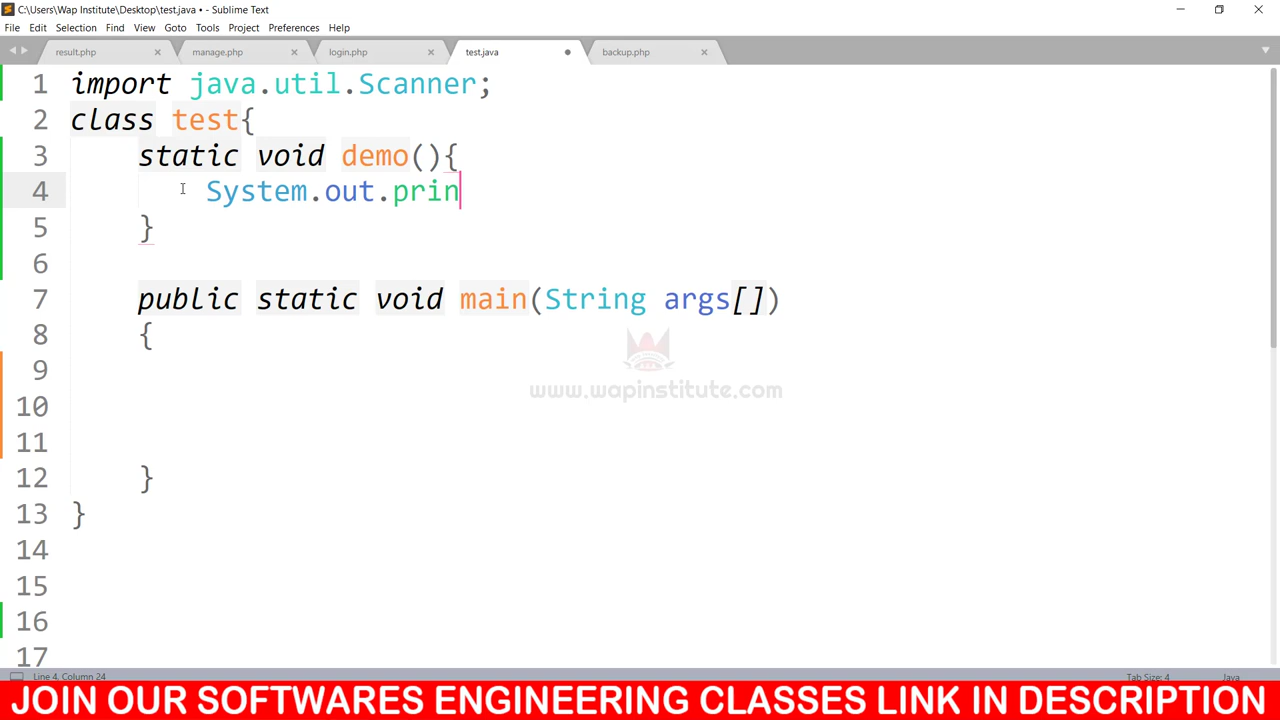 C:\Users\Wap Institute\Desktop\test.java • - Sublime Text
File Edit Selection Find View Goto Tools Project Preferences Help
result.php manage.php login.php test.java backup.php
1 import java.util.Scanner;
2 class test{
3 static void demo(){
4 System.out.prin
5 }
6
7 public static void main(String args[])
8 {
9
10
11
12 }
13 }
14
15
16
17
www.wapinstitute.com
Line 4, Column 24 Tab Size: 4 Java
JOIN OUR SOFTWARES ENGINEERING CLASSES LINK IN DESCRIPTION